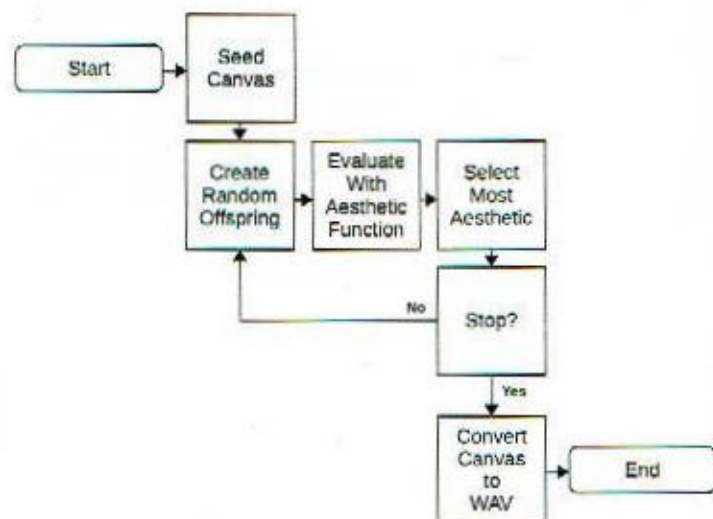 Start
Seed
Canvas
Create
Random
Offspring
Evaluate
With
Aesthetic
Function
Select
Most
Aesthetic
No
Stop?
Yes
Convert
Canvas
to
WAV
End